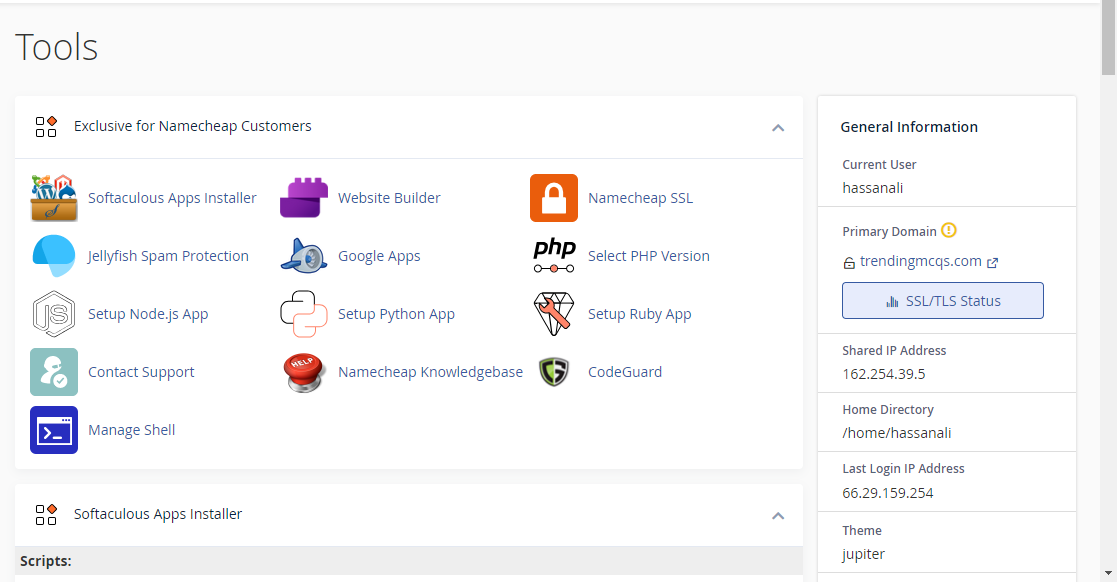 Tools
Exclusive for Namecheap Customers
Softaculous Apps Installer
Website Builder
Namecheap SSL
Jellyfish Spam Protection
Google Apps
php
Select PHP Version
JS
Setup Node.js App
Setup Python App
Setup Ruby App
Contact Support
HELP
Namecheap Knowledgebase
CodeGuard
Manage Shell
Softaculous Apps Installer
Scripts:
General Information
Current User
hassanali
Primary Domain
trendingmcqs.com
SSL/TLS Status
Shared IP Address
162.254.39.5
Home Directory
/home/hassanali
Last Login IP Address
66.29.159.254
Theme
jupiter